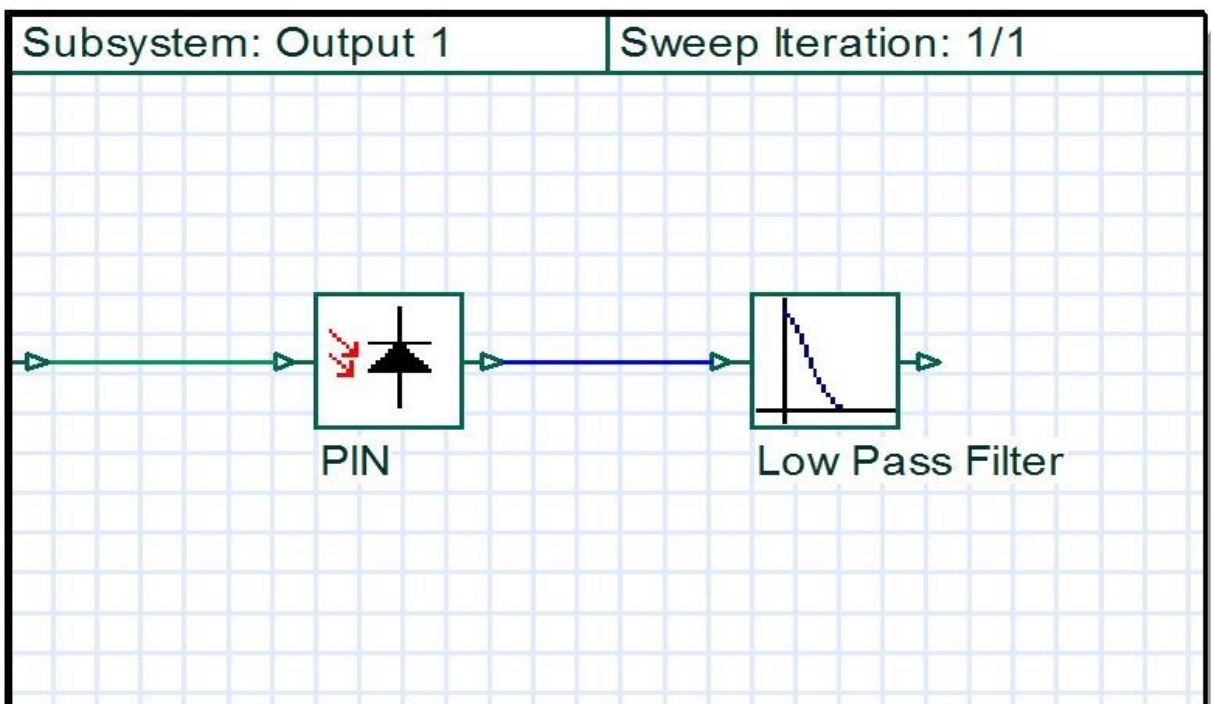 Subsystem: Output 1
Sweep Iteration: 1/1
PIN
Low Pass Filter